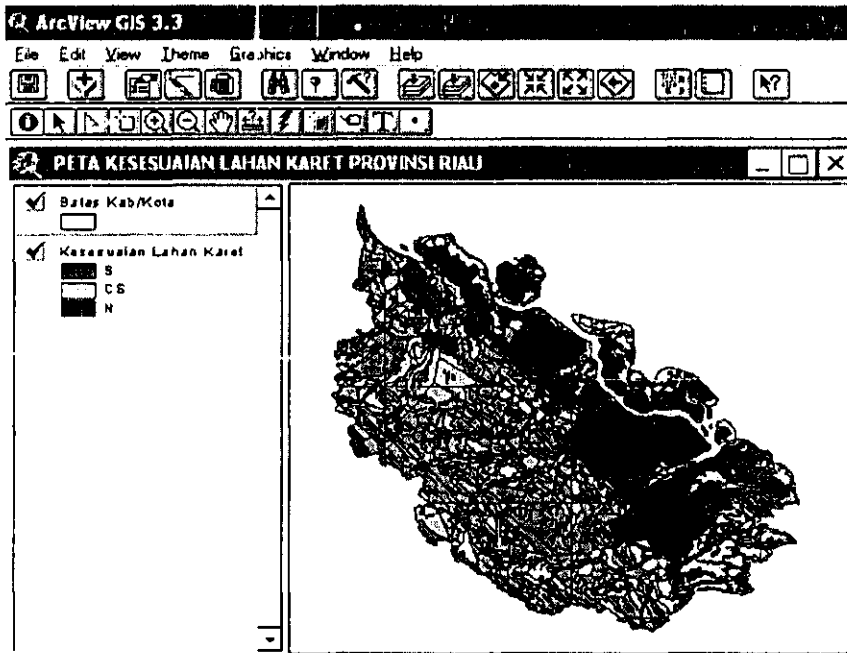 ArcView GIS 3.3
File Edit View Theme Graphics Window Help
PETA KESESUAIAN LAHAN KARET PROVINSI RIAU
Batas Kab/Kota
Kesesuaian Lahan Karet
S
CS
N